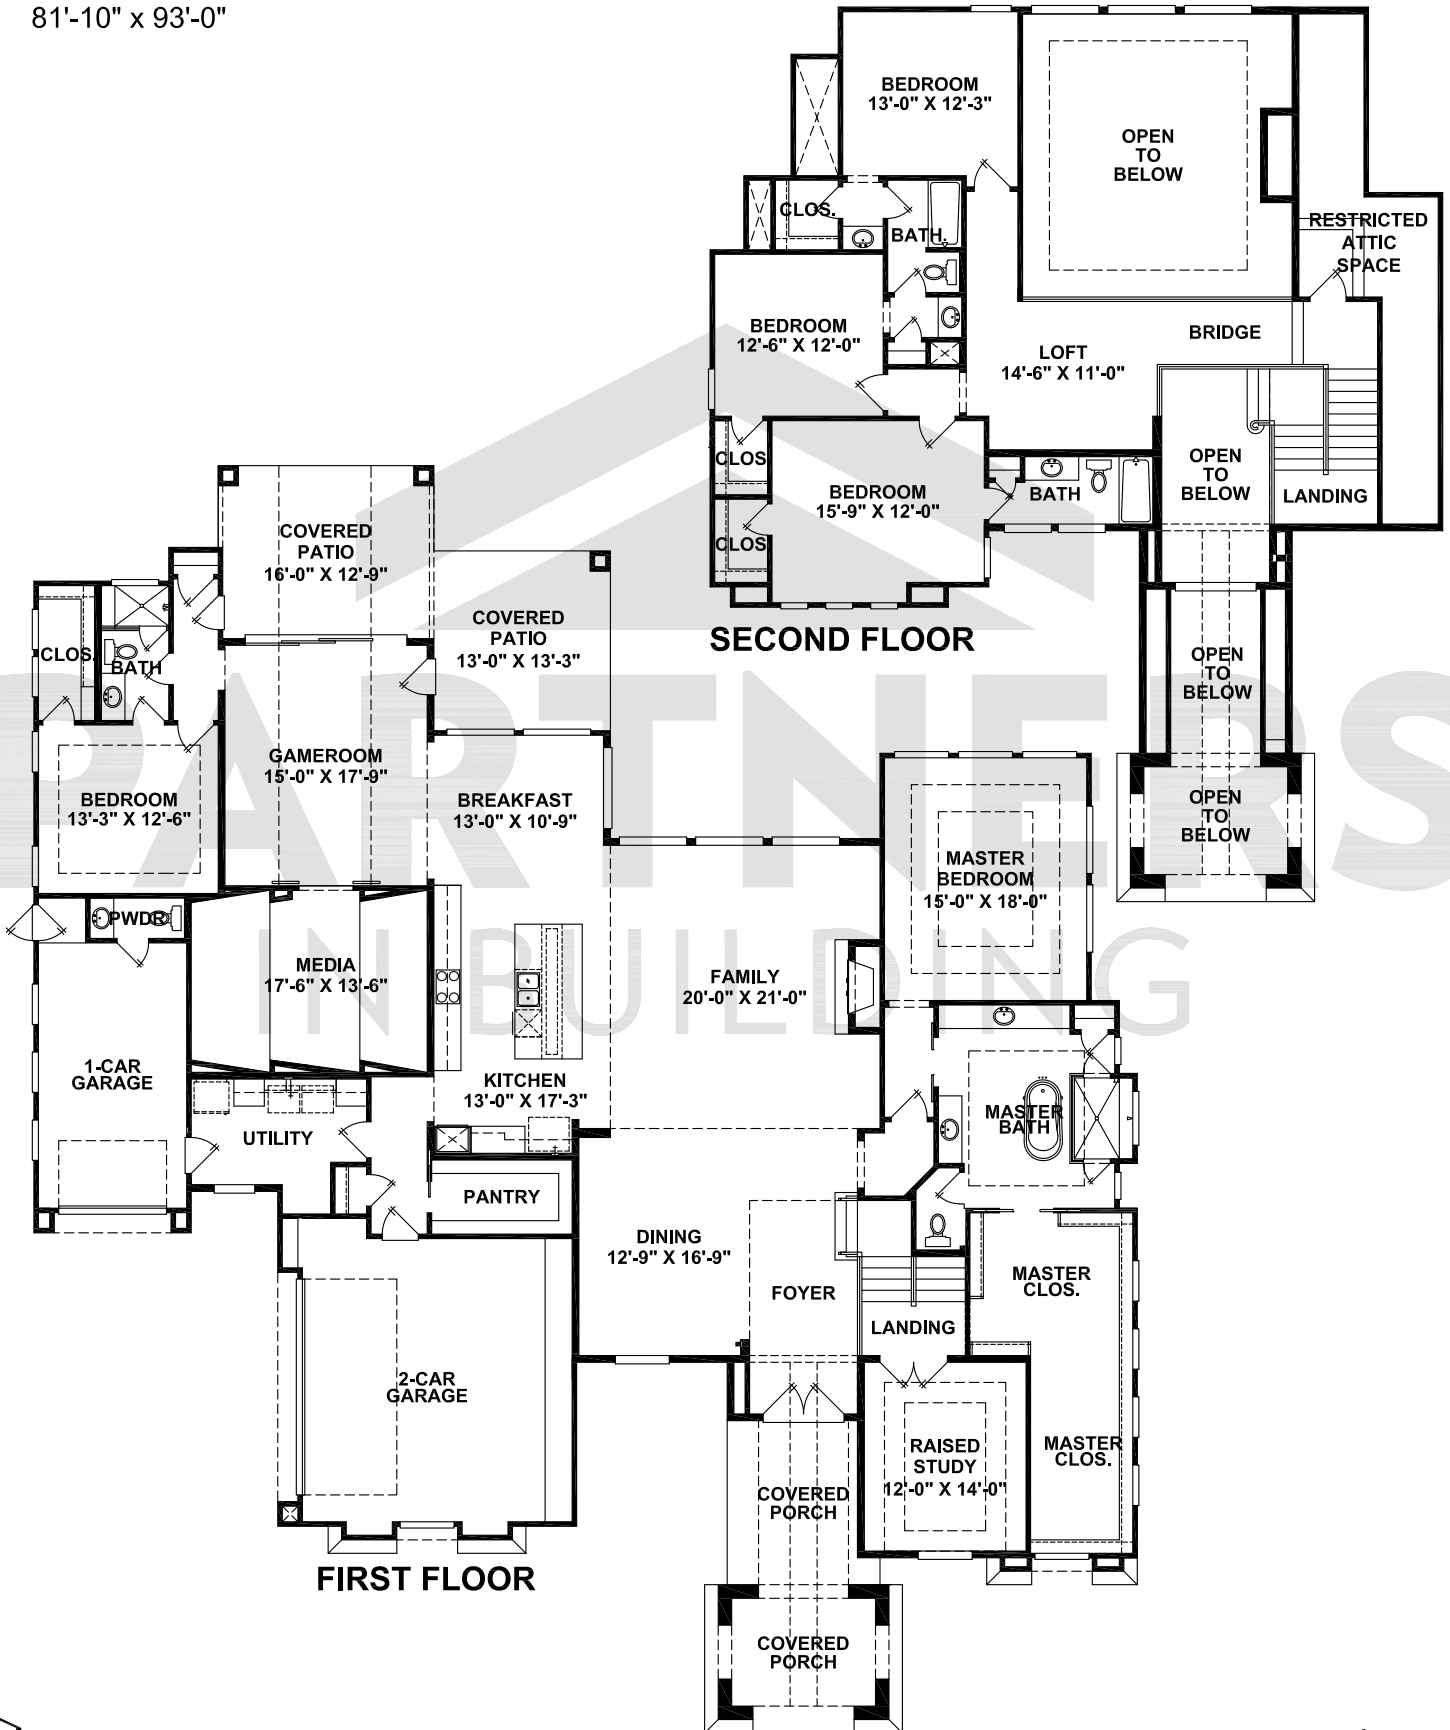 81'-10" x 93'-0"
BEDROOM
13'-0" X 12'-3"
OPEN
TO
BELOW
CLOS.
BATH.
RESTRICTED
ATTIC
SPACE
BEDROOM
12'-6" X 12'-0"
LOFT
14'-6" X 11'-0"
BRIDGE
CLOS
BEDROOM
15'-9" X 12'-0"
BATH
OPEN
TO
BELOW
LANDING
CLOS
SECOND FLOOR
OPEN
TO
BELOW
OPEN
TO
BELOW
COVERED
PATIO
16'-0" X 12'-9"
COVERED
PATIO
13'-0" X 13'-3"
CLOS.
BATH
GAMEROOM
15'-0" X 17'-9"
BEDROOM
13'-3" X 12'-6"
BREAKFAST
13'-0" X 10'-9"
MASTER
BEDROOM
15'-0" X 18'-0"
PARTNERS
IN BUILDING
PWDR
MEDIA
17'-6" X 13'-6"
FAMILY
20'-0" X 21'-0"
1-CAR
GARAGE
KITCHEN
13'-0" X 17'-3"
MASTER
BATH
UTILITY
PANTRY
DINING
12'-9" X 16'-9"
FOYER
MASTER
CLOS.
LANDING
2-CAR
GARAGE
RAISED
STUDY
12'-0" X 14'-0"
MASTER
CLOS.
COVERED
PORCH
FIRST FLOOR
COVERED
PORCH